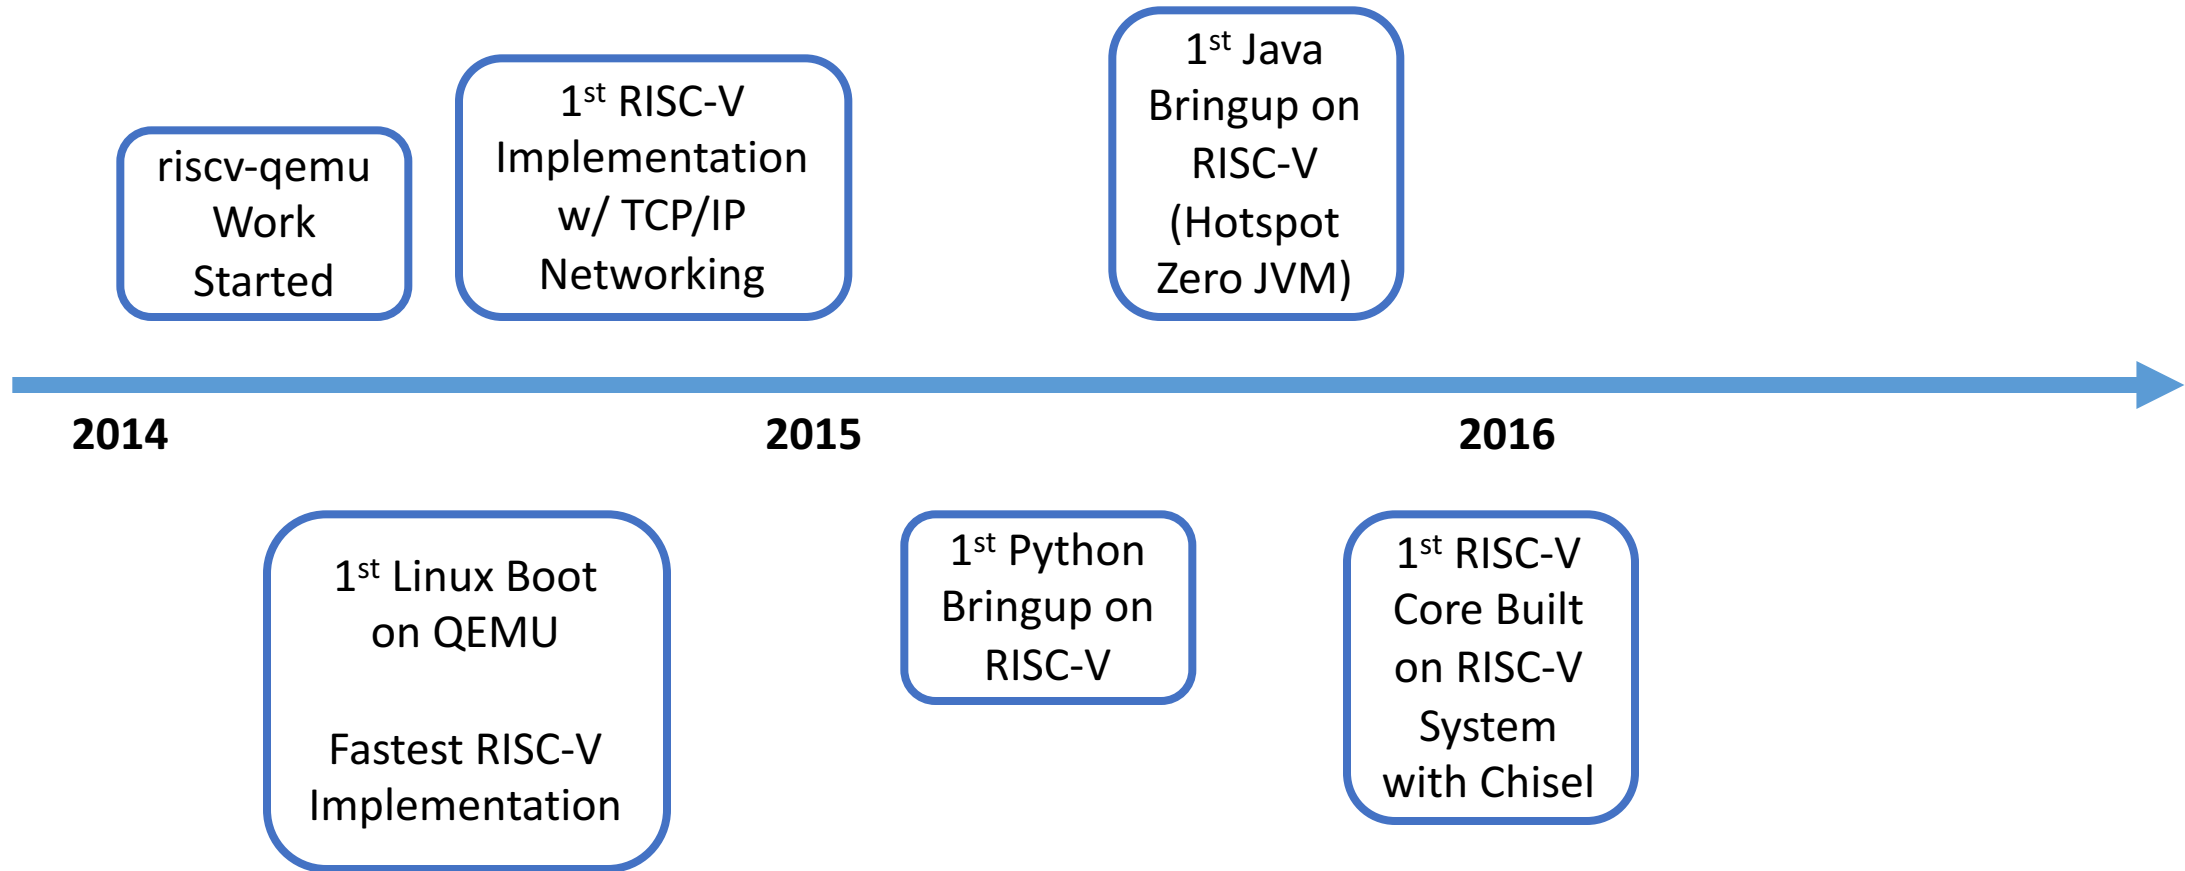 riscv-qemu
Work
Started
1st RISC-V
Implementation
w/ TCP/IP
Networking
1st Java
Bringup on
RISC-V
(Hotspot
Zero JVM)
2014
2015
2016
1st Linux Boot
on QEMU
Fastest RISC-V
Implementation
1st Python
Bringup on
RISC-V
1st RISC-V
Core Built
on RISC-V
System
with Chisel